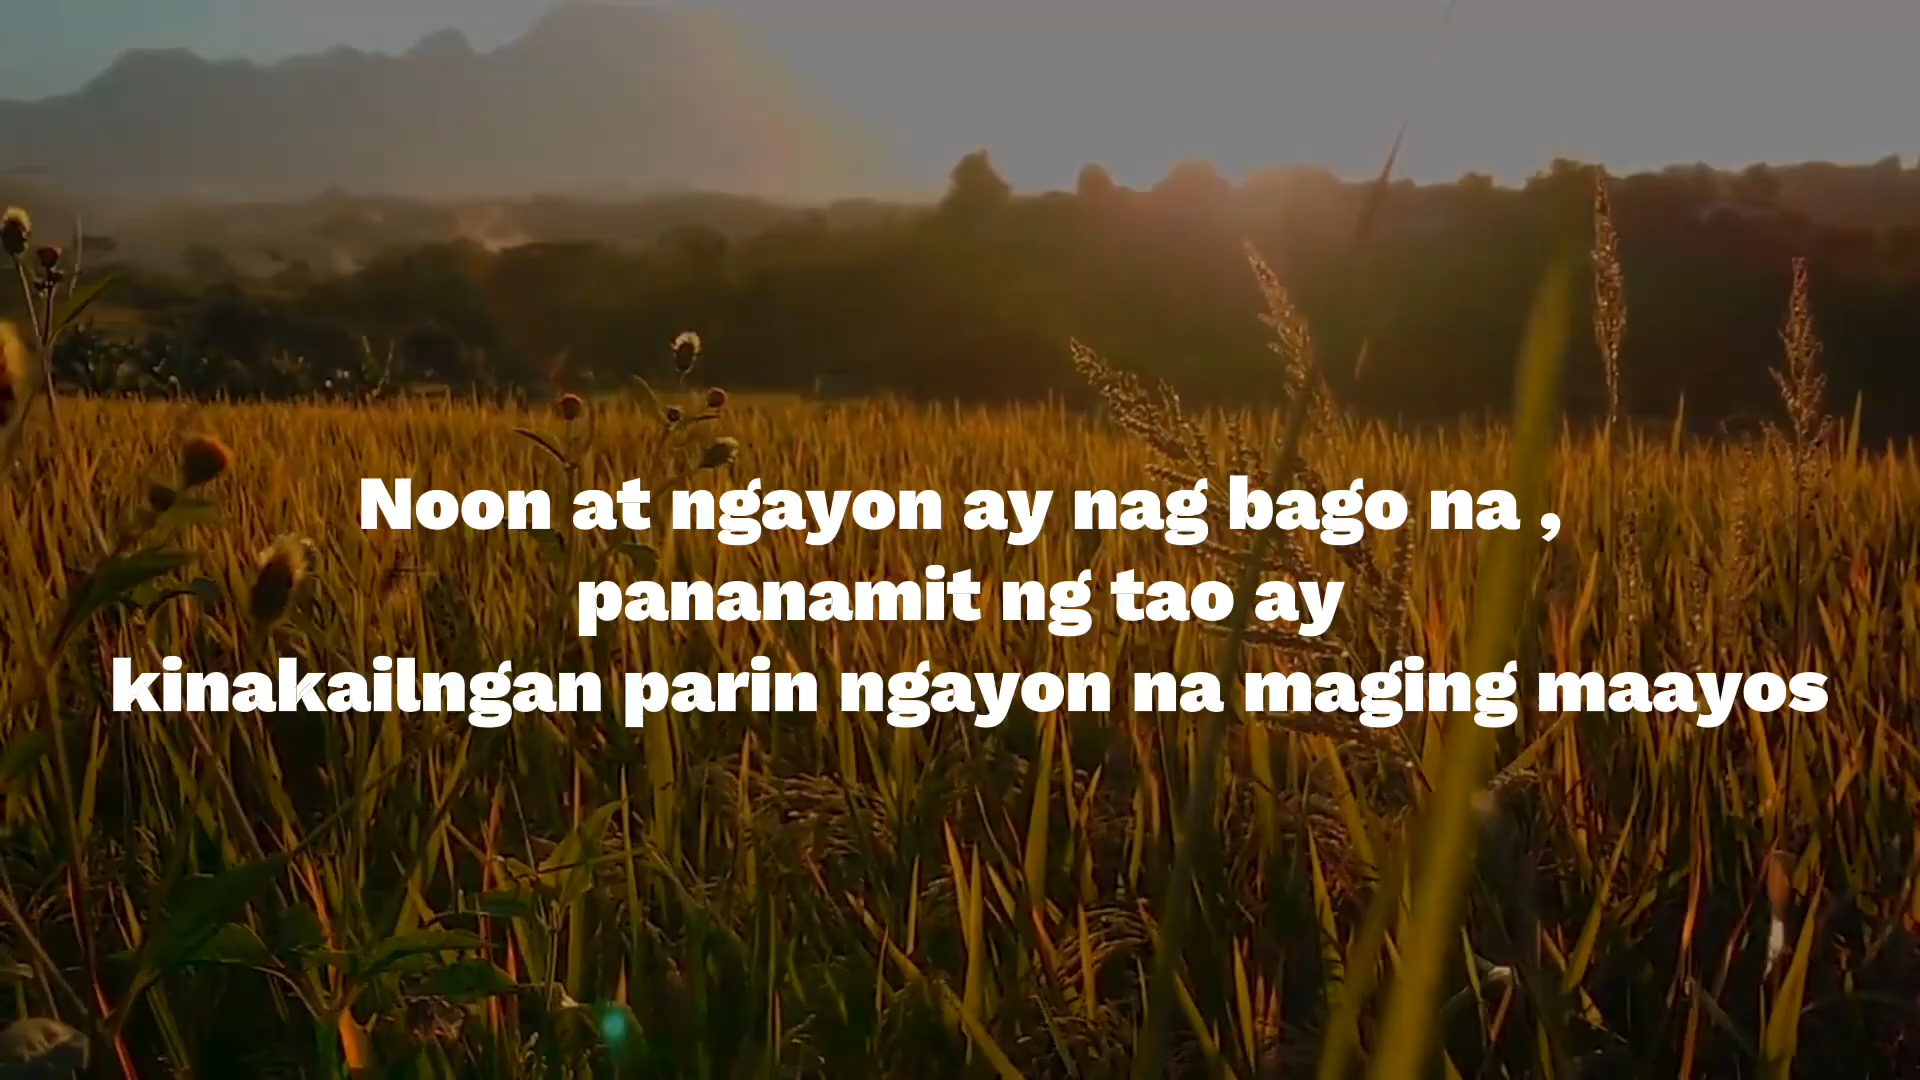 Noon at ngayon ay nag bago na ,
pananamit ng tao ay
kinakailngan parin ngayon na maging maayos